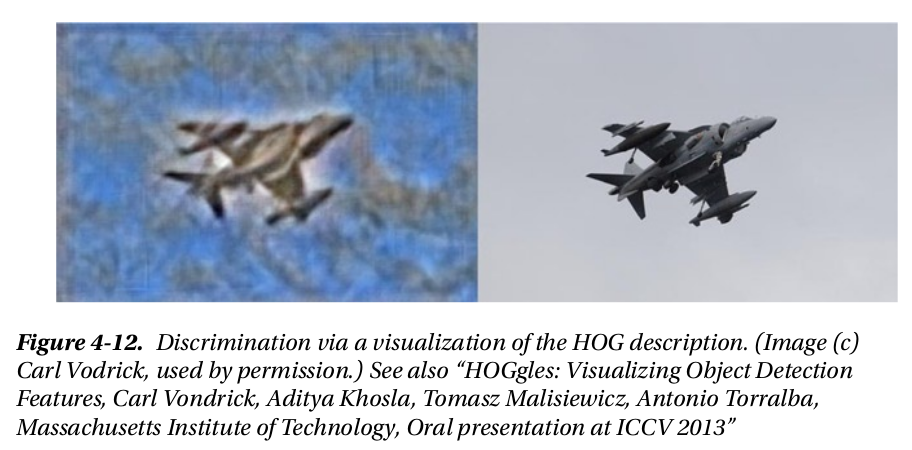 Figure 4-12. Discrimination via a visualization of the HOG description. (Image (c)
Carl Vodrick, used by permission.) See also “HOGgles: Visualizing Object Detection
Features, Carl Vondrick, Aditya Khosla, Tomasz Malisiewicz, Antonio Torralba,
Massachusetts Institute of Technology, Oral presentation at ICCV 2013”